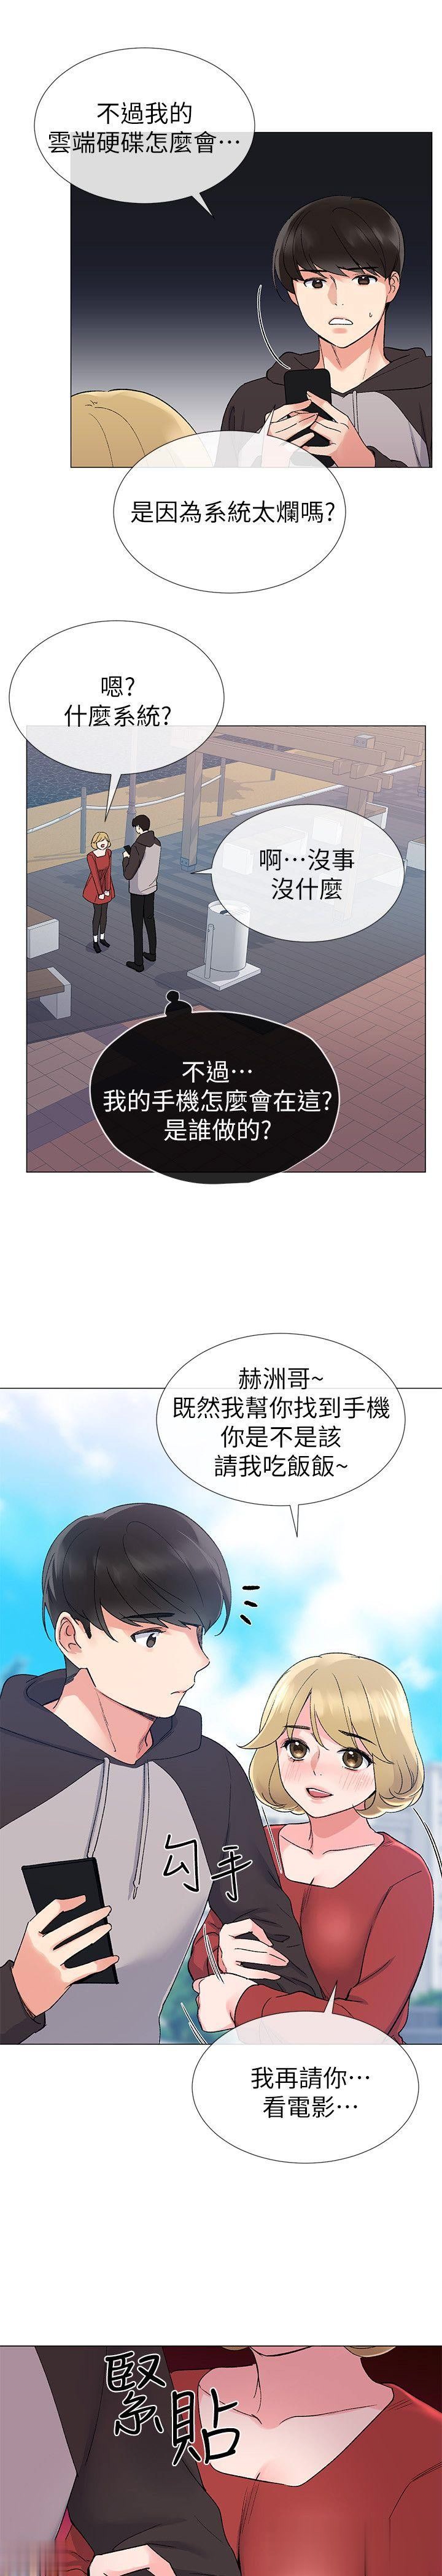 不過我的
雲端硬碟怎麼會…
是因為系統太爛嗎?
嗯?
什麼系統?
啊…沒事
沒什麼
不過…
我的手機怎麼會在這?
是誰做的?
赫洲哥~
既然我幫你找到手機
你是不是該
請我吃飯飯~
勾手
我再請你…
看電影…
緊貼